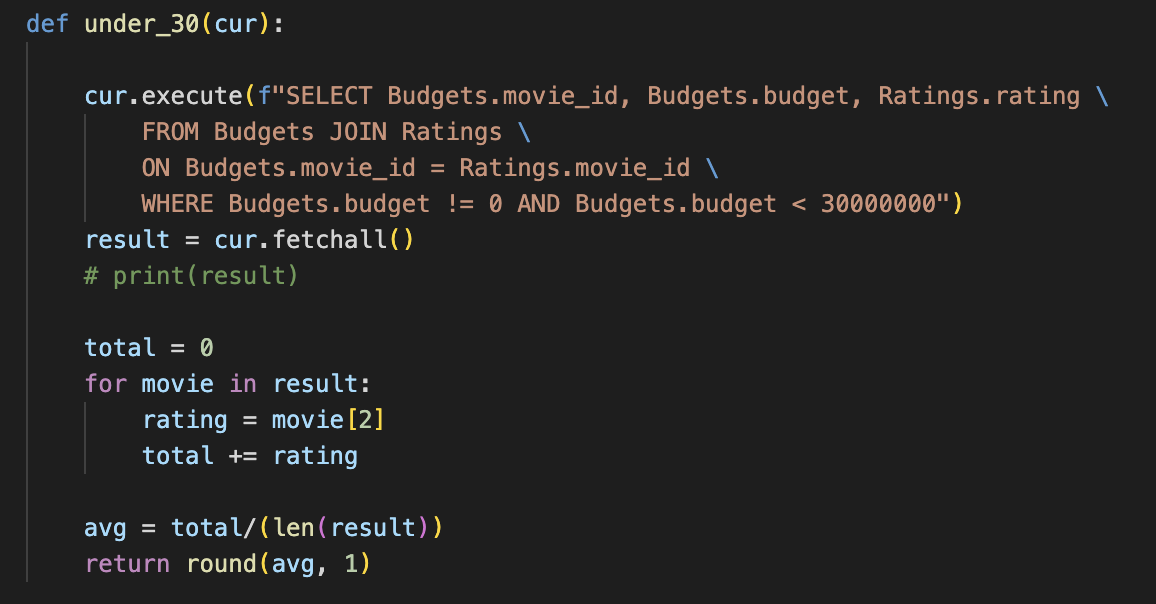 def under_30(cur):
cur.execute(f"SELECT Budgets.movie_id, Budgets.budget, Ratings.rating \
FROM Budgets JOIN Ratings \
ON Budgets.movie_id = Ratings.movie_id \
WHERE Budgets.budget != 0 AND Budgets.budget < 30000000")
result = cur.fetchall()
# print(result)
total = 0
for movie in result:
rating = movie[2]
total += rating
avg = total/(len(result))
return round(avg, 1)